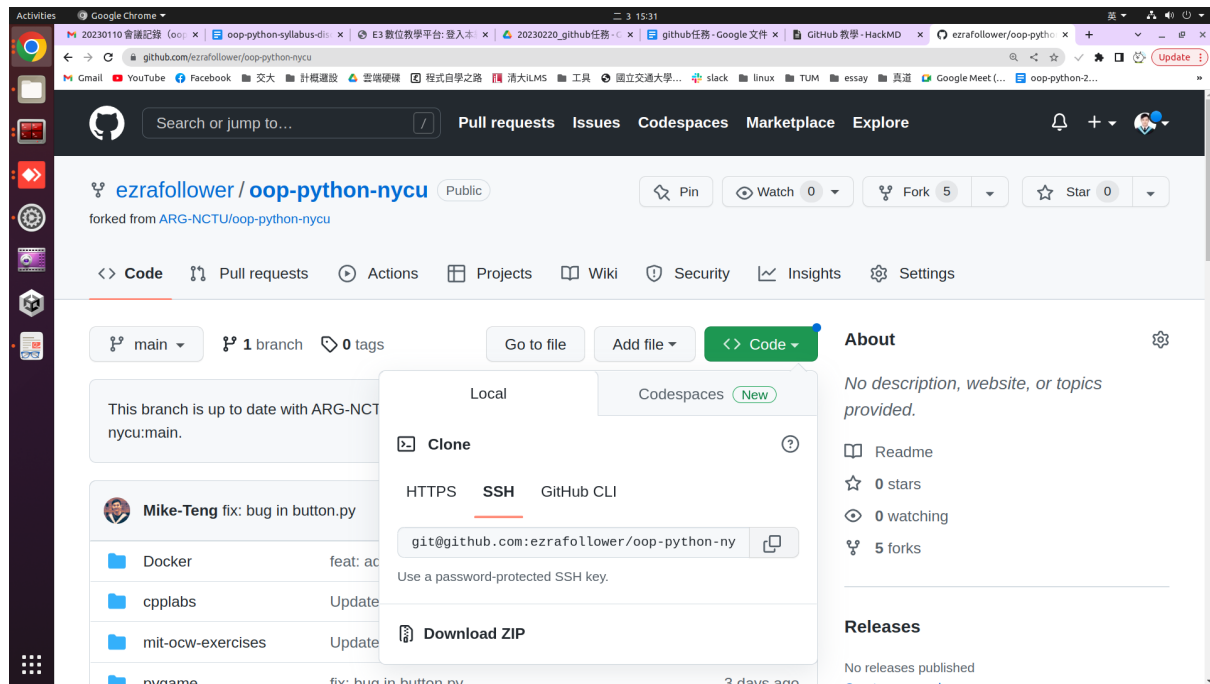 Activities Google Chrome 二 3 15:31 英
20230110 會議記錄 (oop oop-python-syllabus-dis E3 數位教學平台: 登入本 20230220_github任務 - github任務 - Google 文件 GitHub 教學 - HackMD ezrafollower/oop-python
github.com/ezrafollower/oop-python-nycu Update
Gmail YouTube Facebook 交大 計概選設 雲端硬碟 程式自學之路 清大iLMS 工具 國立交通大學... slack linux TUM essay 真道 Google Meet (... oop-python-2... »
Search or jump to... / Pull requests Issues Codespaces Marketplace Explore
ezrafollower / oop-python-nycu Public Pin Watch 0 Fork 5 Star 0
forked from ARG-NCTU/oop-python-nycu
Code Pull requests Actions Projects Wiki Security Insights Settings
main 1 branch 0 tags Go to file Add file Code About
Local Codespaces New
No description, website, or topics
provided.
This branch is up to date with ARG-NCT
nycu:main.
Clone
Readme
HTTPS SSH GitHub CLI
0 stars
Mike-Teng fix: bug in button.py
0 watching
git@github.com:ezrafollower/oop-python-ny
5 forks
Docker feat: ad
Use a password-protected SSH key.
cpplabs Update
Releases
Download ZIP
mit-ocw-exercises Update
No releases published
pygame fix: bug in button.py 3 days ago